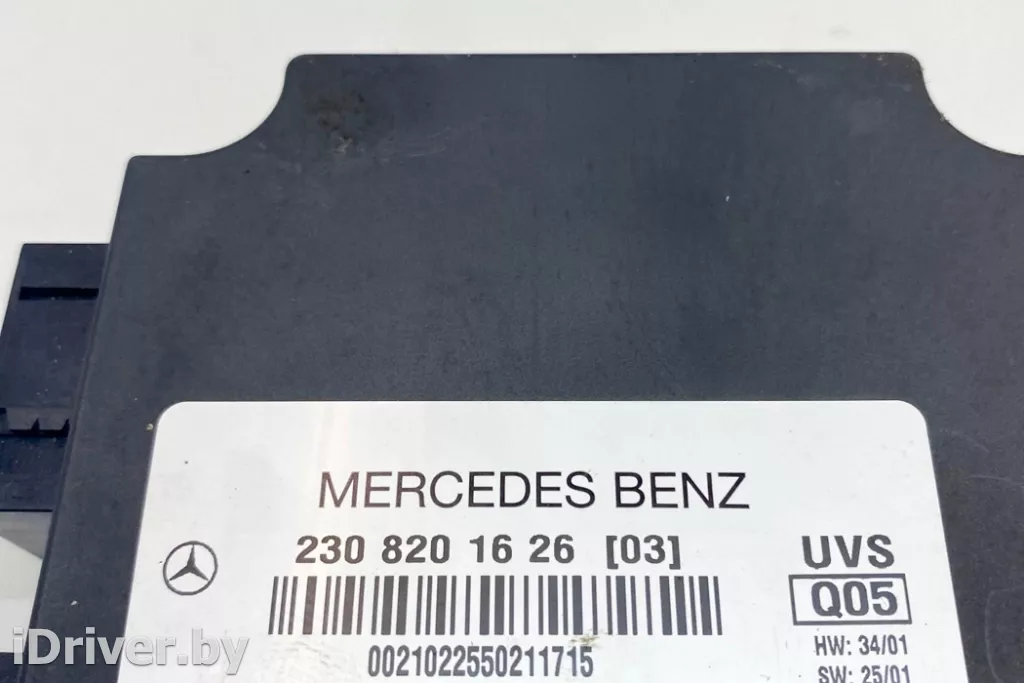 MERCEDES BENZ
230 820 16 26 [03]
UVS
Q05
HW: 34/01
0021022550211715
SW: 25/01
iDriver.by